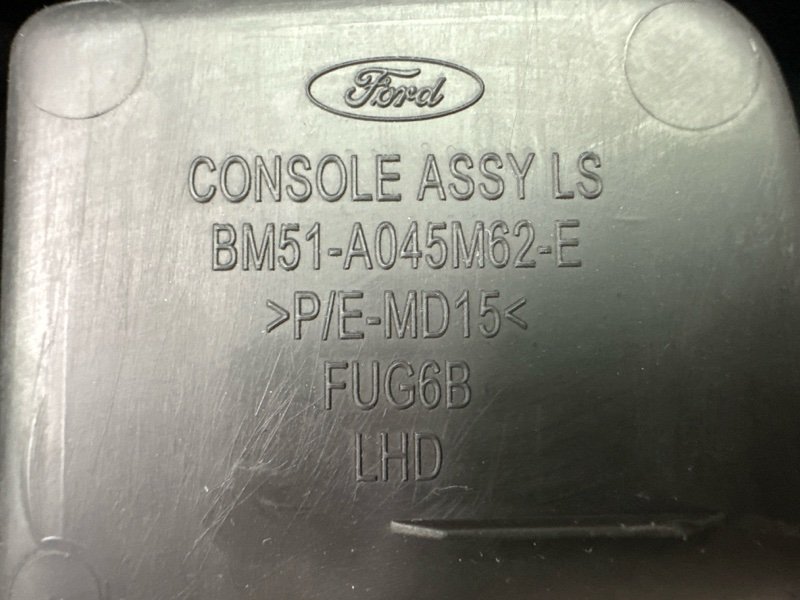 Ford
CONSOLE ASSY LS
BM51-A045M62-E
>P/E-MD15<
FUG6B
LHD